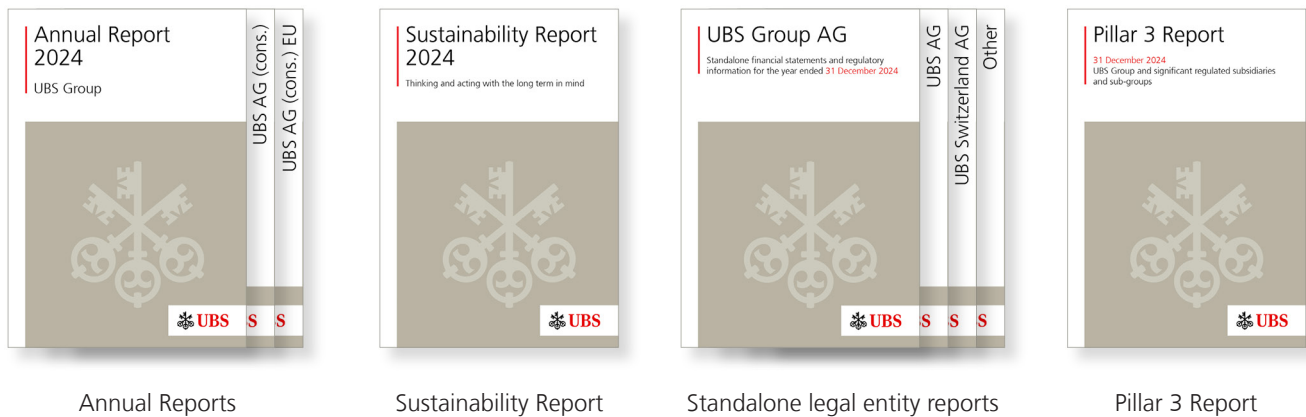 Annual Report
2024
UBS Group
UBS AG (cons.)
UBS AG (cons.) EU
UBS
S
S
Annual Reports
Sustainability Report
2024
Thinking and acting with the long term in mind
UBS
Sustainability Report
UBS Group AG
Standalone financial statements and regulatory
information for the year ended 31 December 2024
UBS AG
UBS Switzerland AG
Other
UBS
S
S
S
Standalone legal entity reports
Pillar 3 Report
31 December 2024
UBS Group and significant regulated subsidiaries
and sub-groups
UBS
Pillar 3 Report